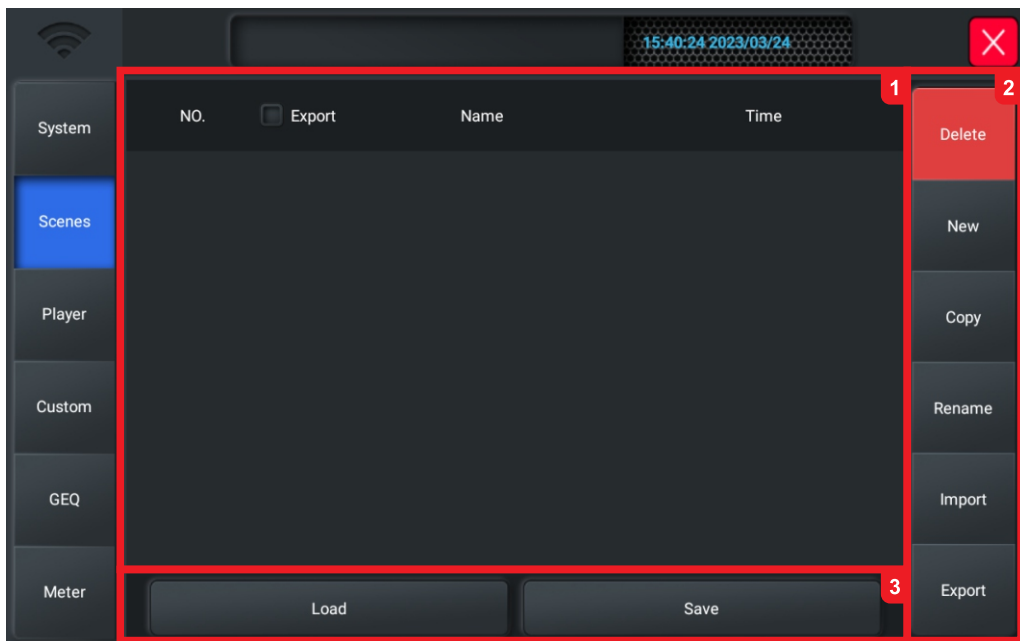 15:40:24 2023/03/24
1
2
NO. Export Name Time
System
Scenes
Player
Custom
GEQ
Meter
Delete
New
Copy
Rename
Import
Export
Load Save
3